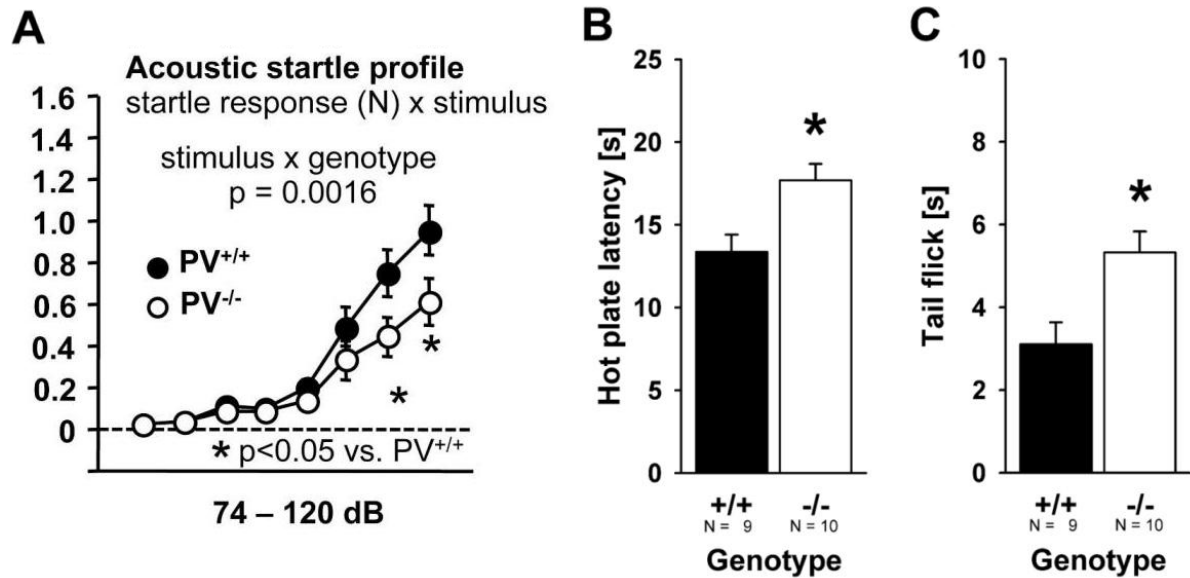 A
Acoustic startle profile
startle response (N) x stimulus
stimulus x genotype
p = 0.0016
PV+/+
PV-/-
1.6
1.4
1.2
1.0
0.8
0.6
0.4
0.2
0
*
*
* p<0.05 vs. PV+/+
74 – 120 dB
B
Hot plate latency [s]
25
20
15
10
5
0
*
+/+ -/-
N = 9 N = 10
Genotype
C
Tail flick [s]
10
8
6
4
2
0
*
+/+ -/-
N = 9 N = 10
Genotype